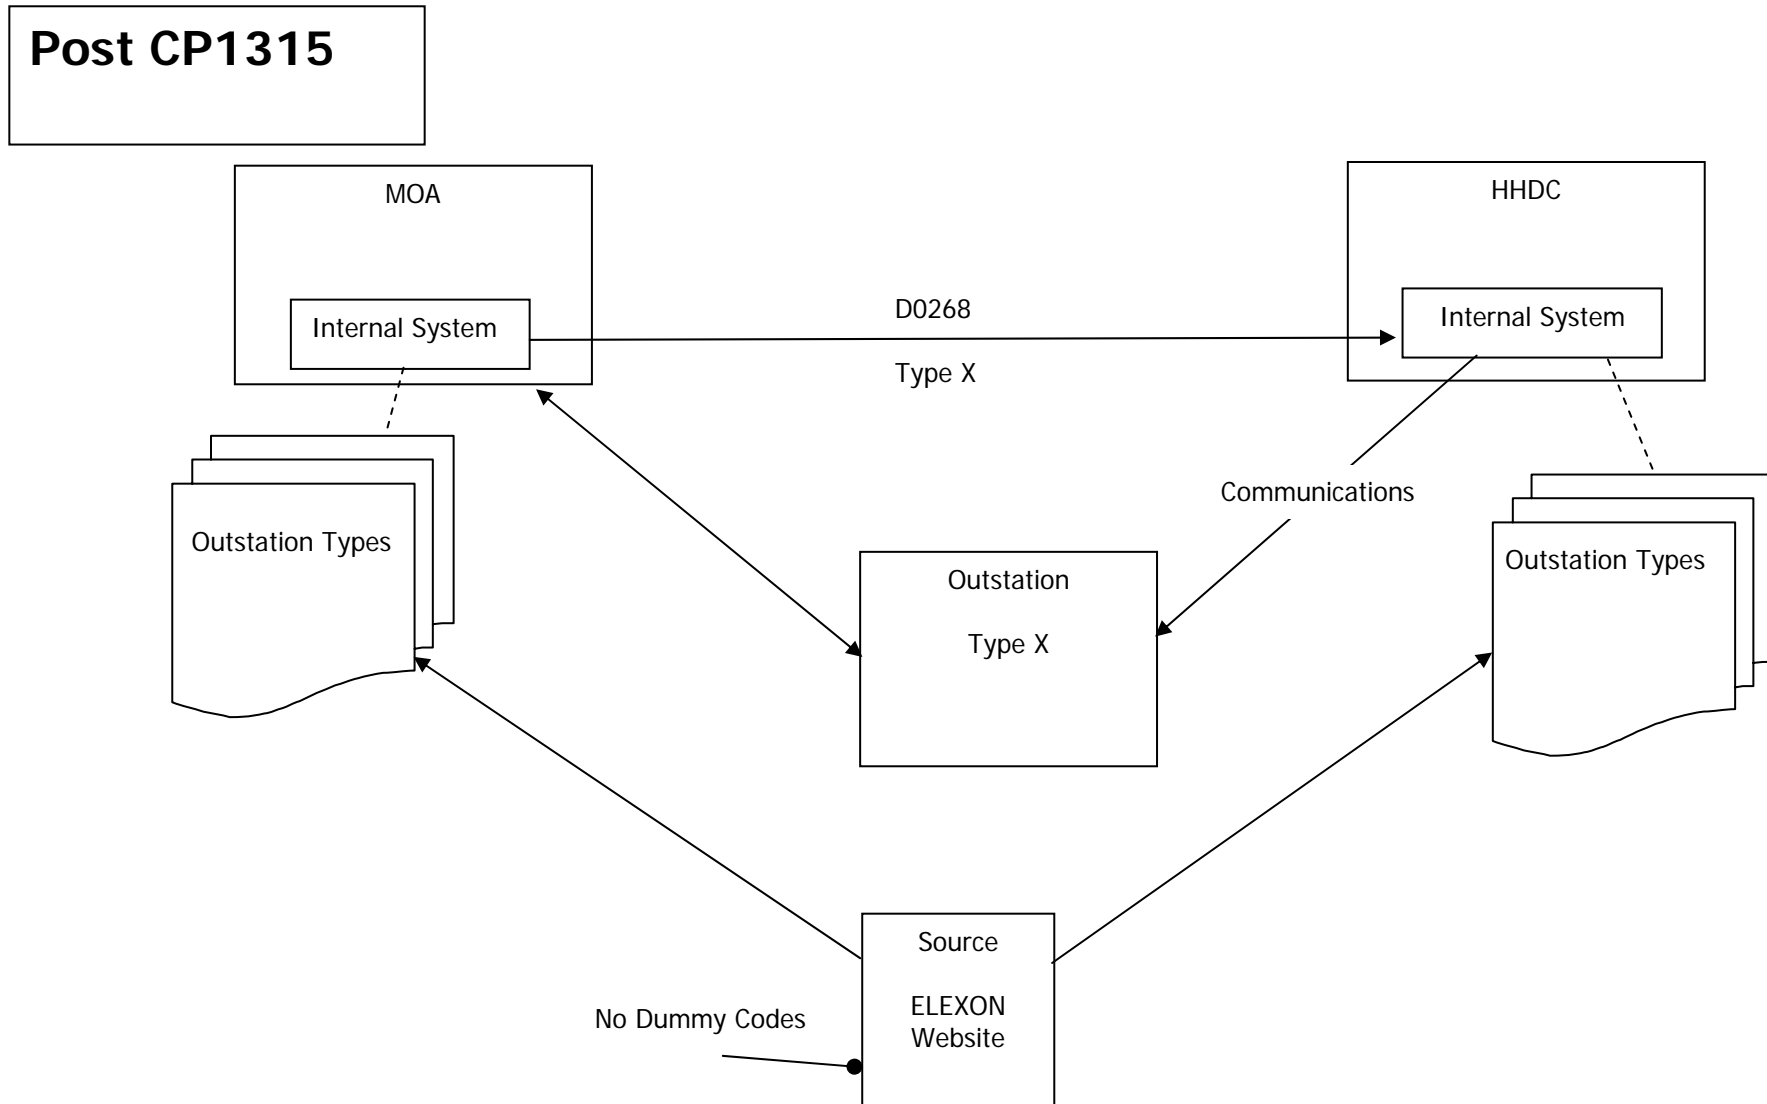 Post CP1315
MOA
HHDC
Internal System
D0268
Internal System
Type X
Communications
Outstation Types
Outstation Types
Outstation
Type X
Source
ELEXON
Website
No Dummy Codes